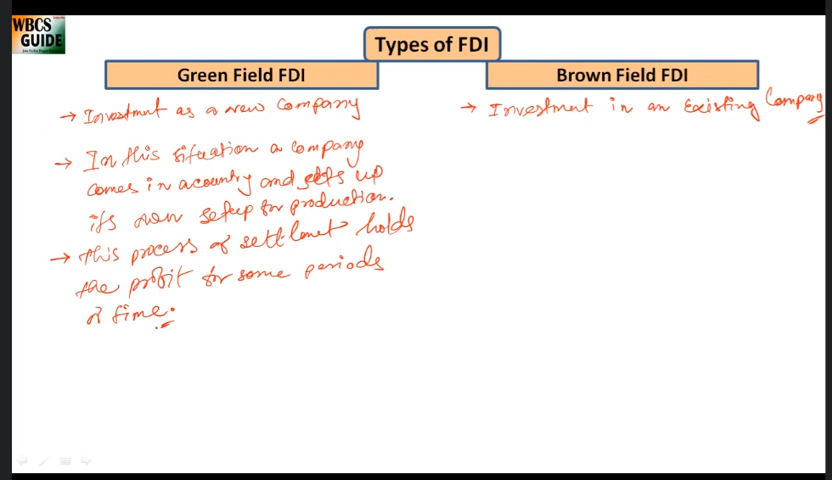 WBCS
GUIDE
Types of FDI
Green Field FDI
→ Investment as a new Company
→ In this situation a company
comes in a country and sets up
its own setup for production.
→ This process of settlement holds
the profit for some periods
of time.
Brown Field FDI
→ Investment in an Existing Company